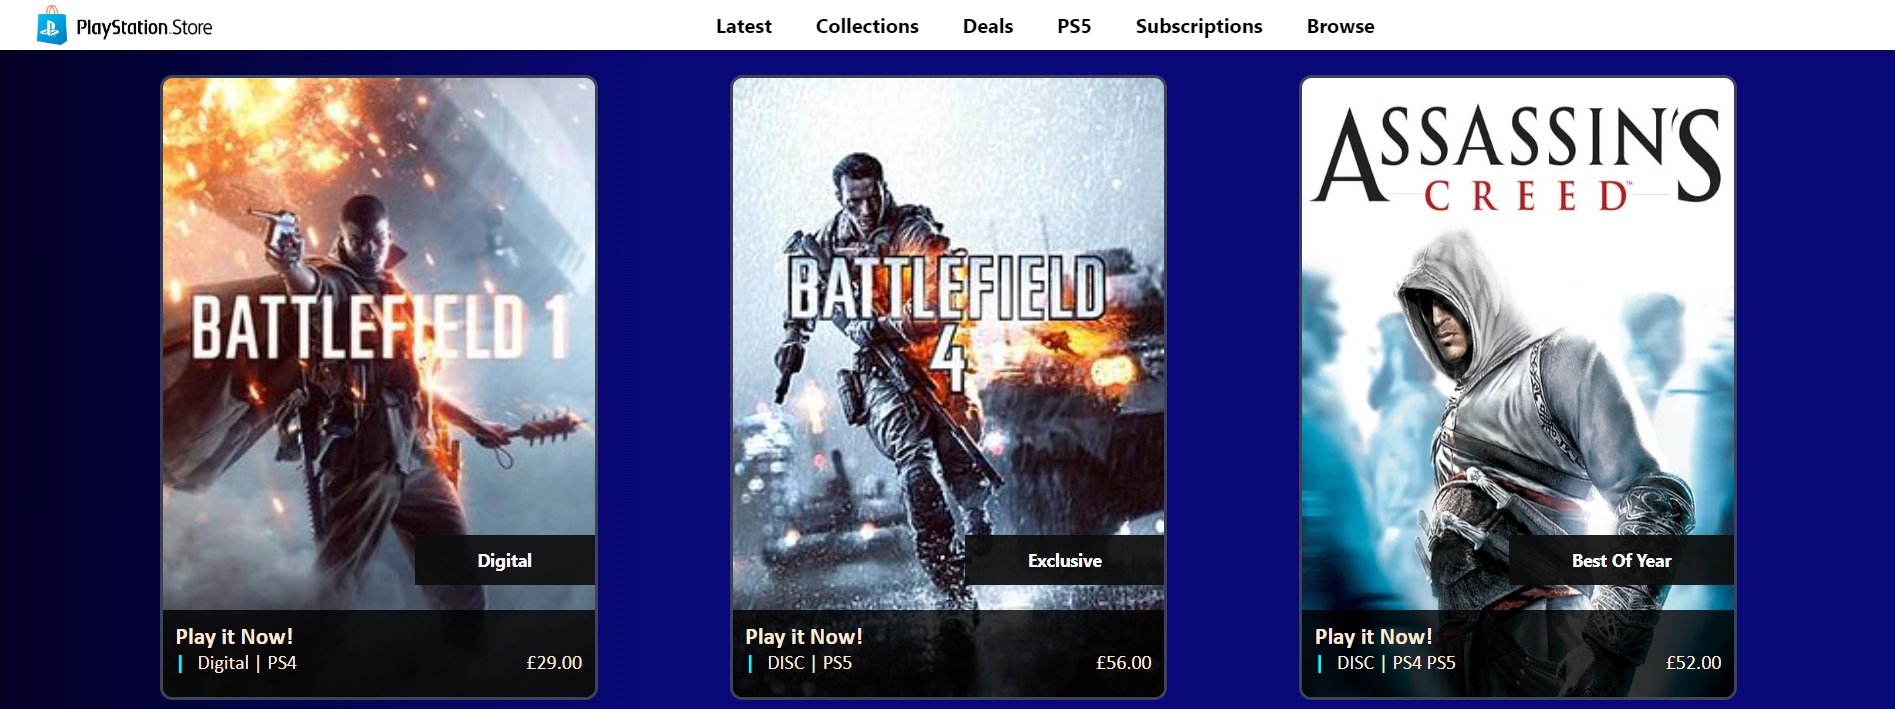 PlayStation Store
Latest Collections Deals PS5 Subscriptions Browse
BATTLEFIELD 1
Digital
Play it Now!
| Digital | PS4 £29.00
BATTLEFIELD
4
Exclusive
Play it Now!
| DISC | PS5 £56.00
ASSASSIN'S
CREED™
Best Of Year
Play it Now!
| DISC | PS4 PS5 £52.00